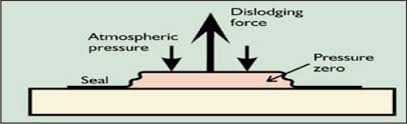 Dislodging
force
Atmospheric
pressure
Pressure
zero
Seal